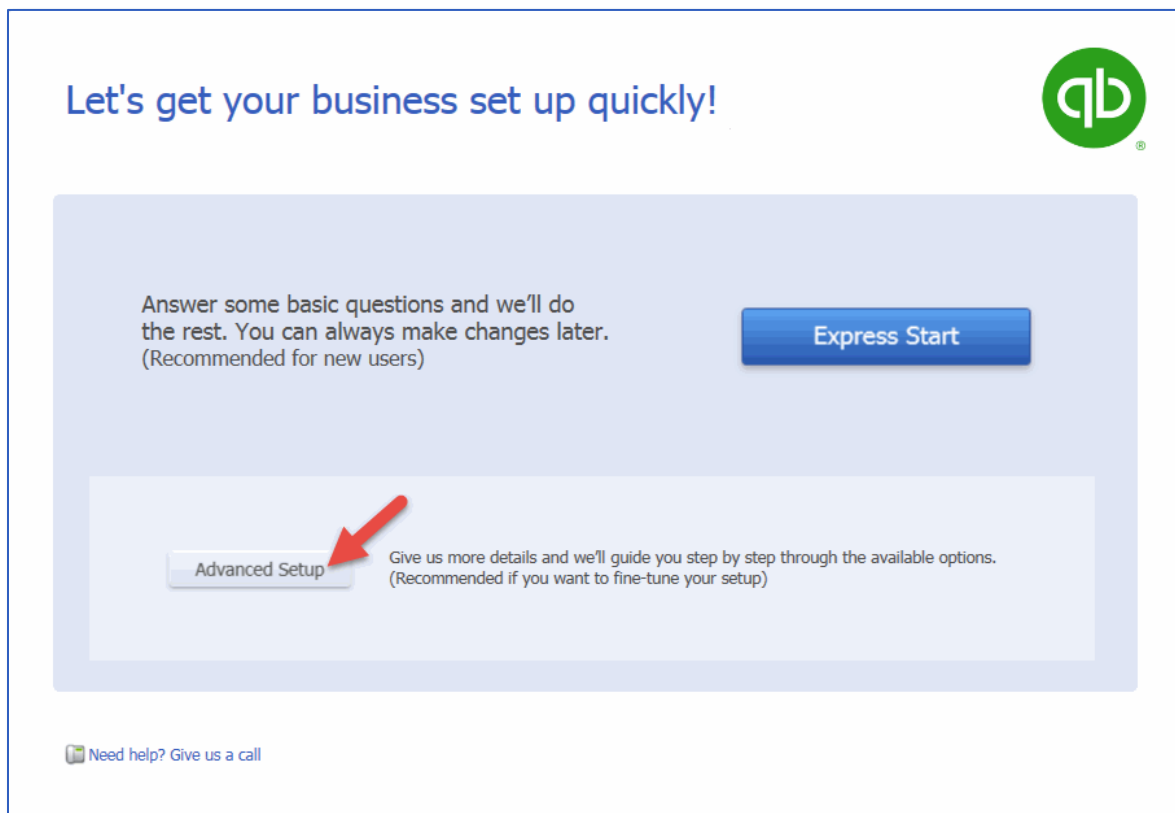 Let's get your business set up quickly!
qb
®
Answer some basic questions and we'll do
the rest. You can always make changes later.
(Recommended for new users)
Express Start
Advanced Setup
Give us more details and we'll guide you step by step through the available options.
(Recommended if you want to fine-tune your setup)
Need help? Give us a call